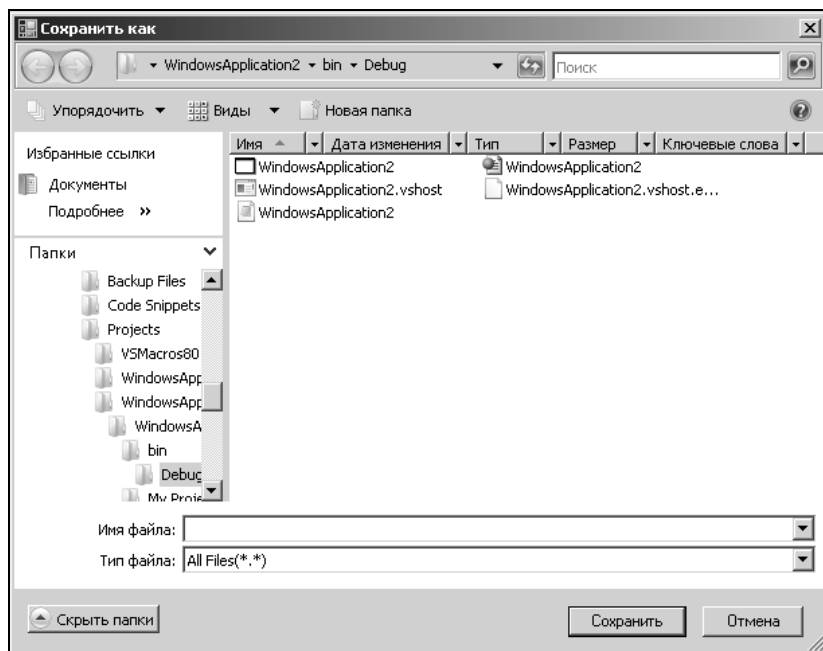 Сохранить как
WindowsApplication2 bin Debug Поиск
Упорядочить Виды Новая папка
Избранные ссылки
Документы
Подробнее »
Папки
Backup Files
Code Snippets
Projects
VSMacros80
WindowsApp
WindowsApp
WindowsA
bin
Debug
My Proje
Имя Дата изменения Тип Размер Ключевые слова
WindowsApplication2 WindowsApplication2
WindowsApplication2.vshost WindowsApplication2.vshost.e...
WindowsApplication2
Имя файла:
Тип файла: All Files(*.*)
Скрыть папки Сохранить Отмена